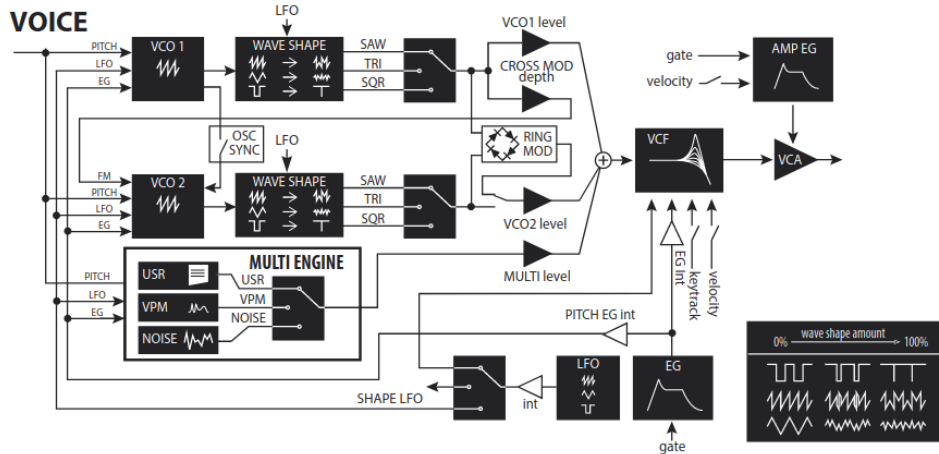 VOICE
LFO
VCO1 level
PITCH
LFO
EG
VCO 1
WAVE SHAPE
SAW
TRI
SQR
CROSS MOD
depth
gate
velocity
AMP EG
OSC
SYNC
LFO
RING
MOD
VCF
VCA
FM
PITCH
LFO
EG
VCO 2
WAVE SHAPE
SAW
TRI
SQR
VCO2 level
MULTI ENGINE
MULTI level
PITCH
LFO
EG
USR
VPM
NOISE
USR
VPM
NOISE
EG Int
keytrack
velocity
PITCH EG int
SHAPE LFO
int
LFO
EG
gate
wave shape amount
0%
100%